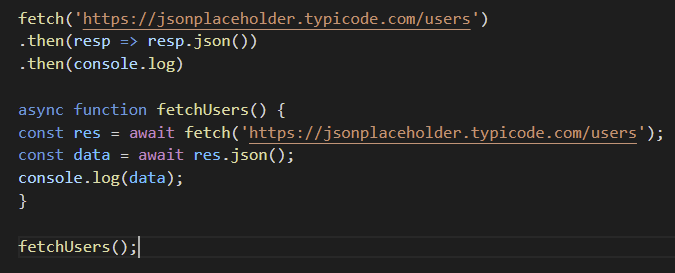 fetch('https://jsonplaceholder.typicode.com/users')
.then(resp => resp.json())
.then(console.log)
async function fetchUsers() {
const res = await fetch('https://jsonplaceholder.typicode.com/users');
const data = await res.json();
console.log(data);
}
fetchUsers();